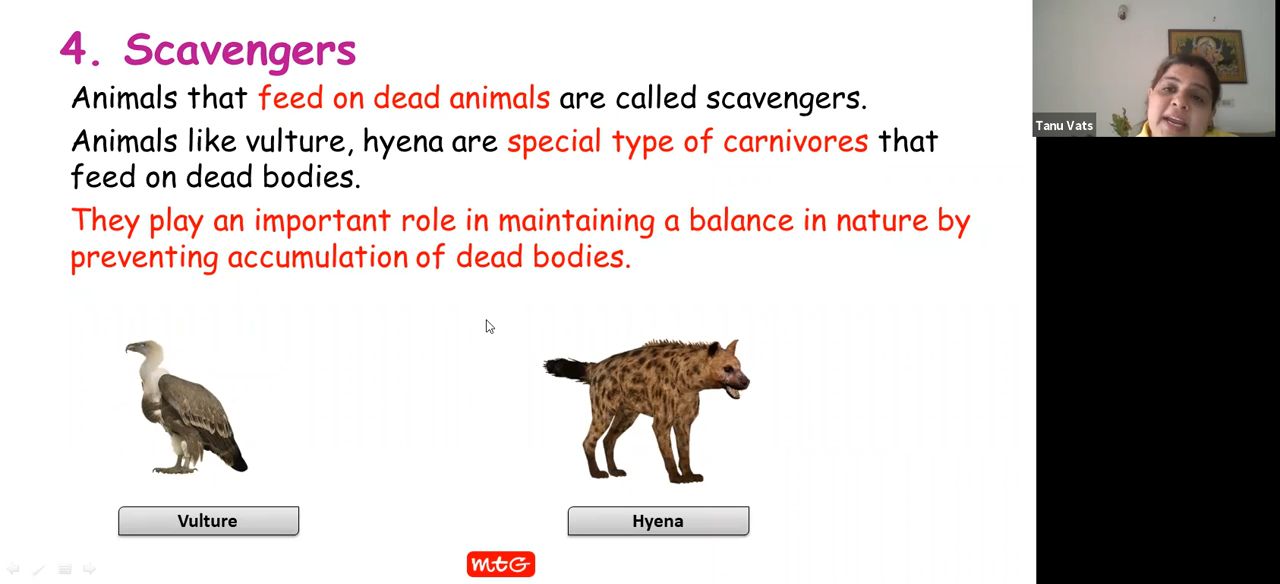 4. Scavengers
Animals that feed on dead animals are called scavengers.
Animals like vulture, hyena are special type of carnivores that
feed on dead bodies.
They play an important role in maintaining a balance in nature by
preventing accumulation of dead bodies.
Tanu Vats
Vulture
Hyena
mtG